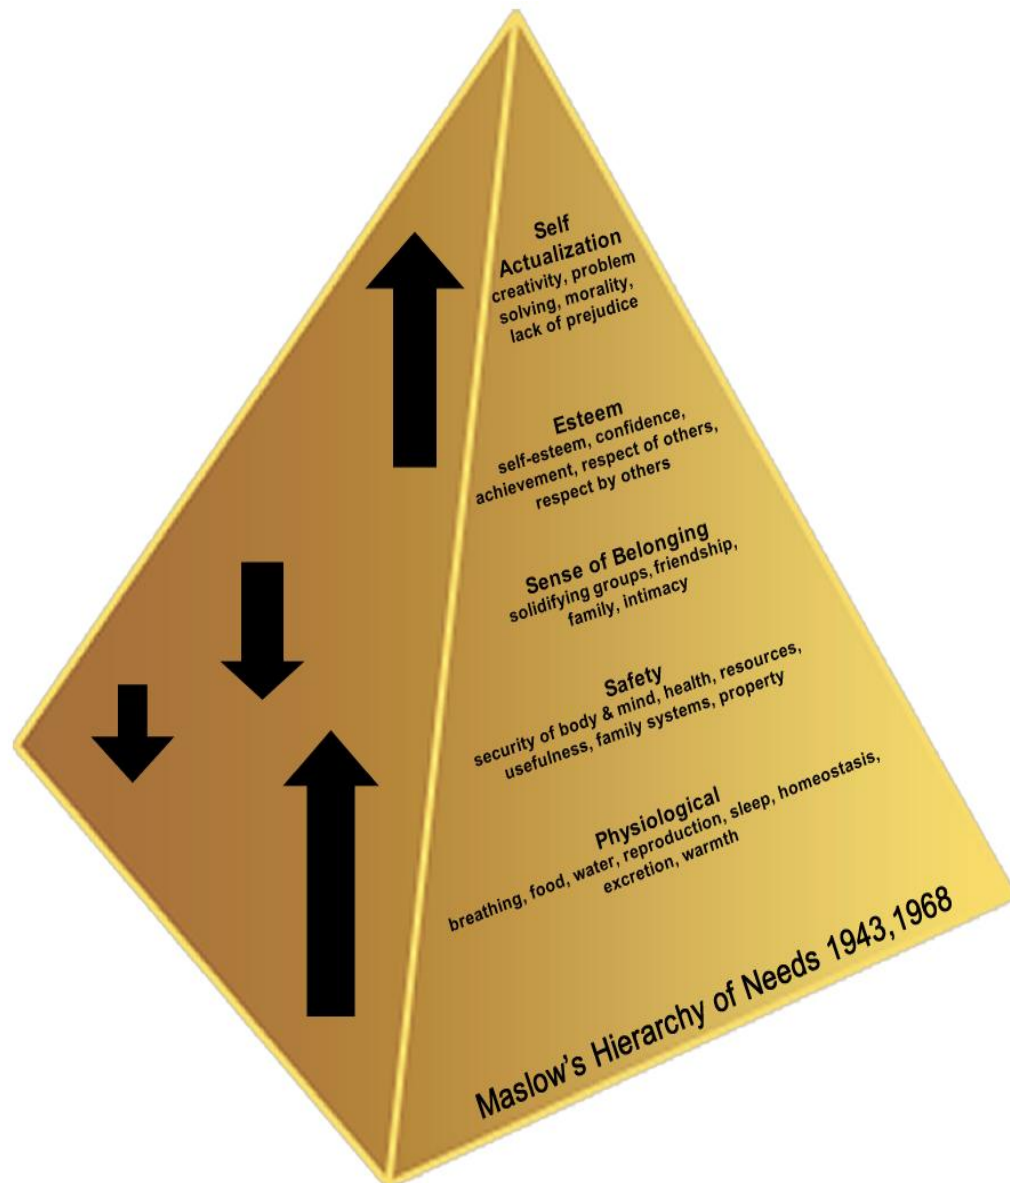 Self
Actualization
creativity, problem
solving, morality,
lack of prejudice
Esteem
self-esteem, confidence,
achievement, respect of others,
respect by others
Sense of Belonging
solidifying groups, friendship,
family, intimacy
Safety
security of body & mind, health, resources,
usefulness, family systems, property
Physiological
breathing, food, water, reproduction, sleep, homeostasis,
excretion, warmth
Maslow's Hierarchy of Needs 1943,1968